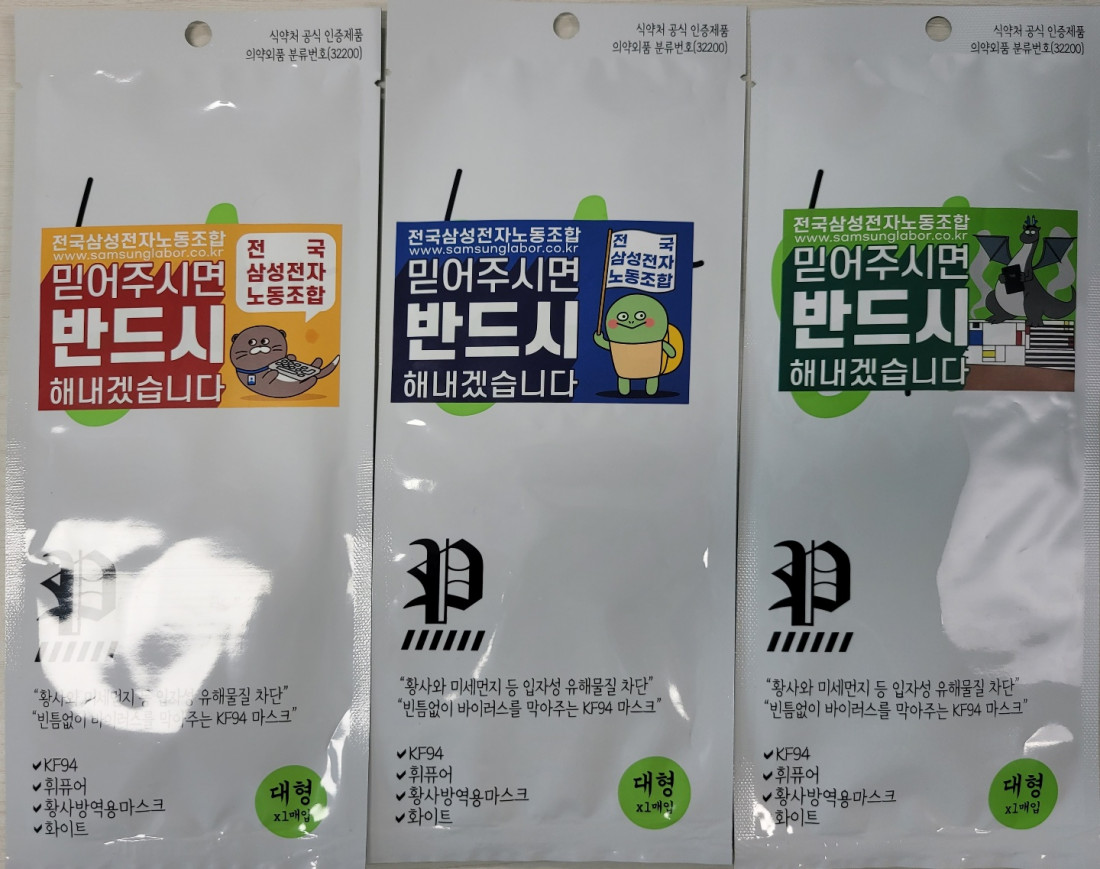 식약처 공식 인증제품
의약외품 분류번호(32200)
전국삼성전자노동조합
www.samsunglabor.co.kr
믿어주시면
반드시
해내겠습니다
전 국
삼성전자
노동조합
P
"황사와 미세먼지 등 입자성 유해물질 차단"
"빈틈없이 바이러스를 막아주는 KF94 마스크"
KF94
휘퓨어
황사방역용마스크
화이트
대형
x1매입
식약처 공식 인증제품
의약외품 분류번호(32200)
전국삼성전자노동조합
www.samsunglabor.co.kr
믿어주시면
반드시
해내겠습니다
전 국
삼성전자
노동조합
P
"황사와 미세먼지 등 입자성 유해물질 차단"
"빈틈없이 바이러스를 막아주는 KF94 마스크"
KF94
휘퓨어
황사방역용마스크
화이트
대형
x1매입
식약처 공식 인증제품
의약외품 분류번호(32200)
전국삼성전자노동조합
www.samsunglabor.co.kr
믿어주시면
반드시
해내겠습니다
P
"황사와 미세먼지 등 입자성 유해물질 차단"
"빈틈없이 바이러스를 막아주는 KF94 마스크"
KF94
휘퓨어
황사방역용마스크
화이트
대형
x1매입